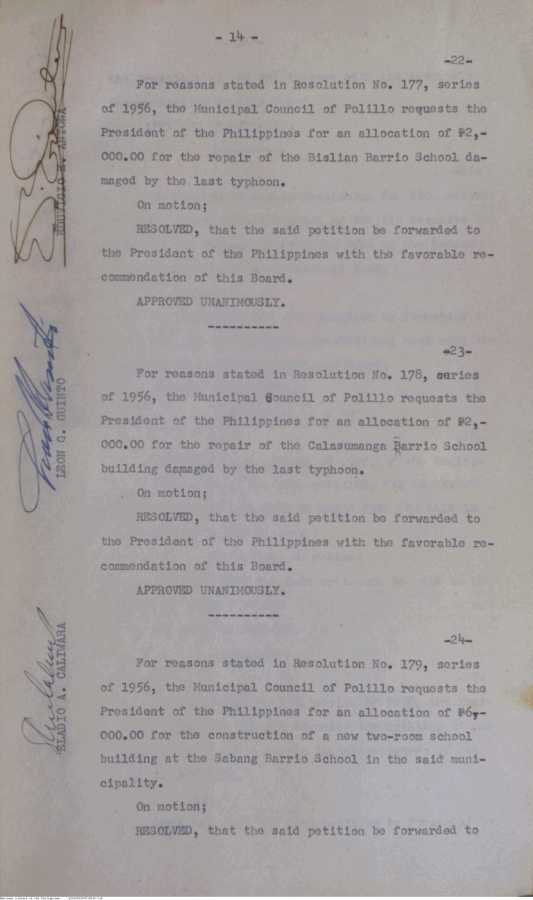 - 14 -
-22-
For reasons stated in Resolution No. 177, series
of 1956, the Municipal Council of Polillo requests the
President of the Philippines for an allocation of ₱2,-
000.00 for the repair of the Bislian Barrio School da-
maged by the last typhoon.
On motion;
RESOLVED, that the said petition be forwarded to
the President of the Philippines with the favorable re-
commendation of this Board.
APPROVED UNANIMOUSLY.
----------
-23-
For reasons stated in Resolution No. 178, series
of 1956, the Municipal Council of Polillo requests the
President of the Philippines for an allocation of ₱2,-
000.00 for the repair of the Calasumanga Barrio School
building damaged by the last typhoon.
On motion;
RESOLVED, that the said petition be forwarded to
the President of the Philippines with the favorable re-
commendation of this Board.
APPROVED UNANIMOUSLY.
----------
-24-
For reasons stated in Resolution No. 179, series
of 1956, the Municipal Council of Polillo requests the
President of the Philippines for an allocation of ₱6,-
000.00 for the construction of a new two-room school
building at the Sabang Barrio School in the said muni-
cipality.
On motion;
RESOLVED, that the said petition be forwarded to
LEON G. GUINTO
ELADIO A. CALIWARA